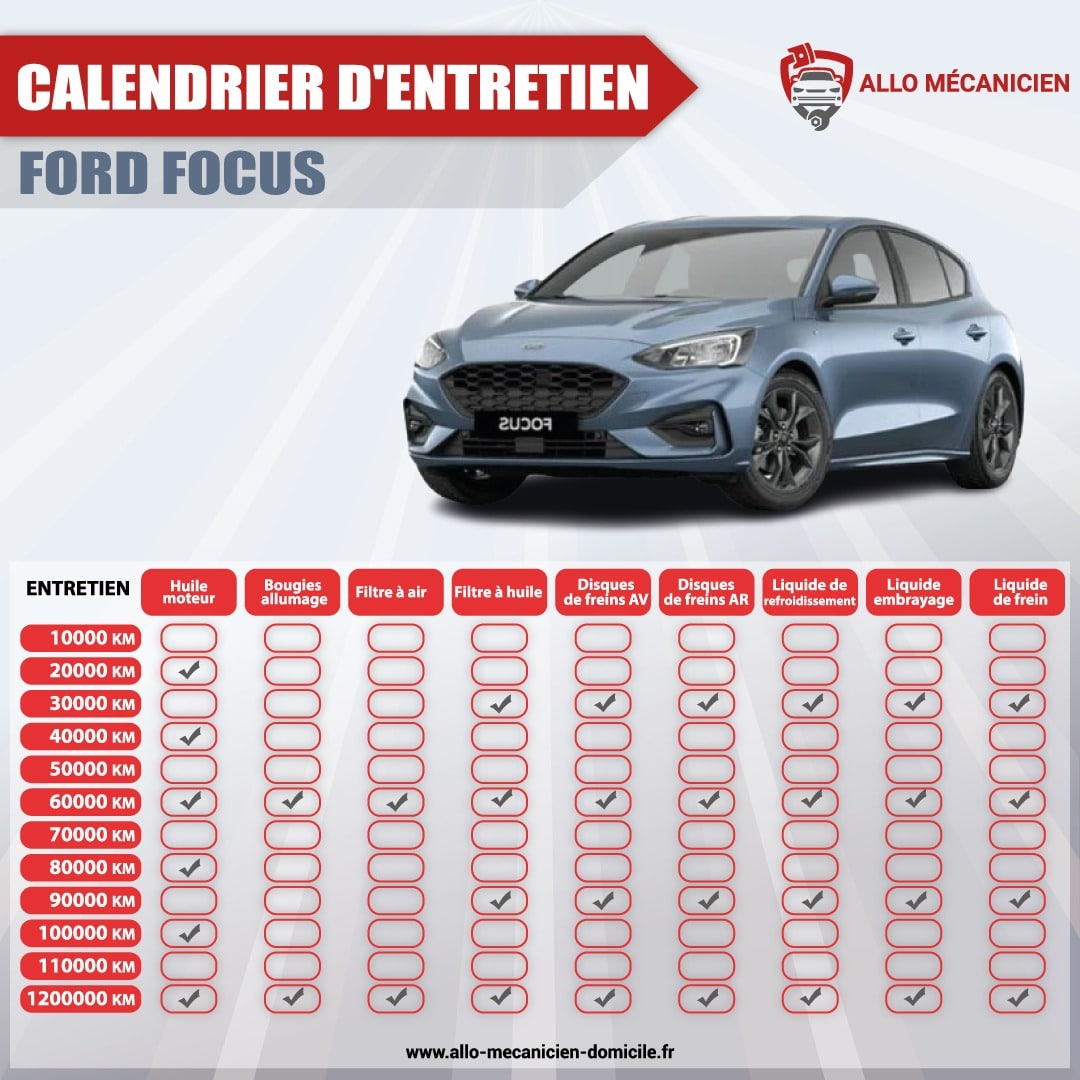 CALENDRIER D'ENTRETIEN
ALLO MÉCANICIEN
FORD FOCUS
FOCUS
ENTRETIEN
Huile moteur
Bougies allumage
Filtre à air
Filtre à huile
Disques de freins AV
Disques de freins AR
Liquide de refroidissement
Liquide embrayage
Liquide de frein
10000 KM
20000 KM
30000 KM
40000 KM
50000 KM
60000 KM
70000 KM
80000 KM
90000 KM
100000 KM
110000 KM
1200000 KM
www.allo-mecanicien-domicile.fr